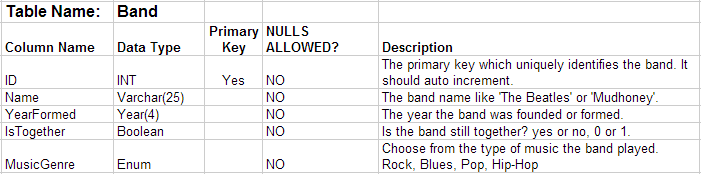 Table Name: Band
Primary NULLS
Column Name Data Type Key ALLOWED? Description
The primary key which uniquely identifies the band. It
ID INT Yes NO should auto increment.
Name Varchar(25) NO The band name like 'The Beatles' or 'Mudhoney'.
YearFormed Year(4) NO The year the band was founded or formed.
IsTogether Boolean NO Is the band still together? yes or no, 0 or 1.
Choose from the type of music the band played.
MusicGenre Enum NO Rock, Blues, Pop, Hip-Hop